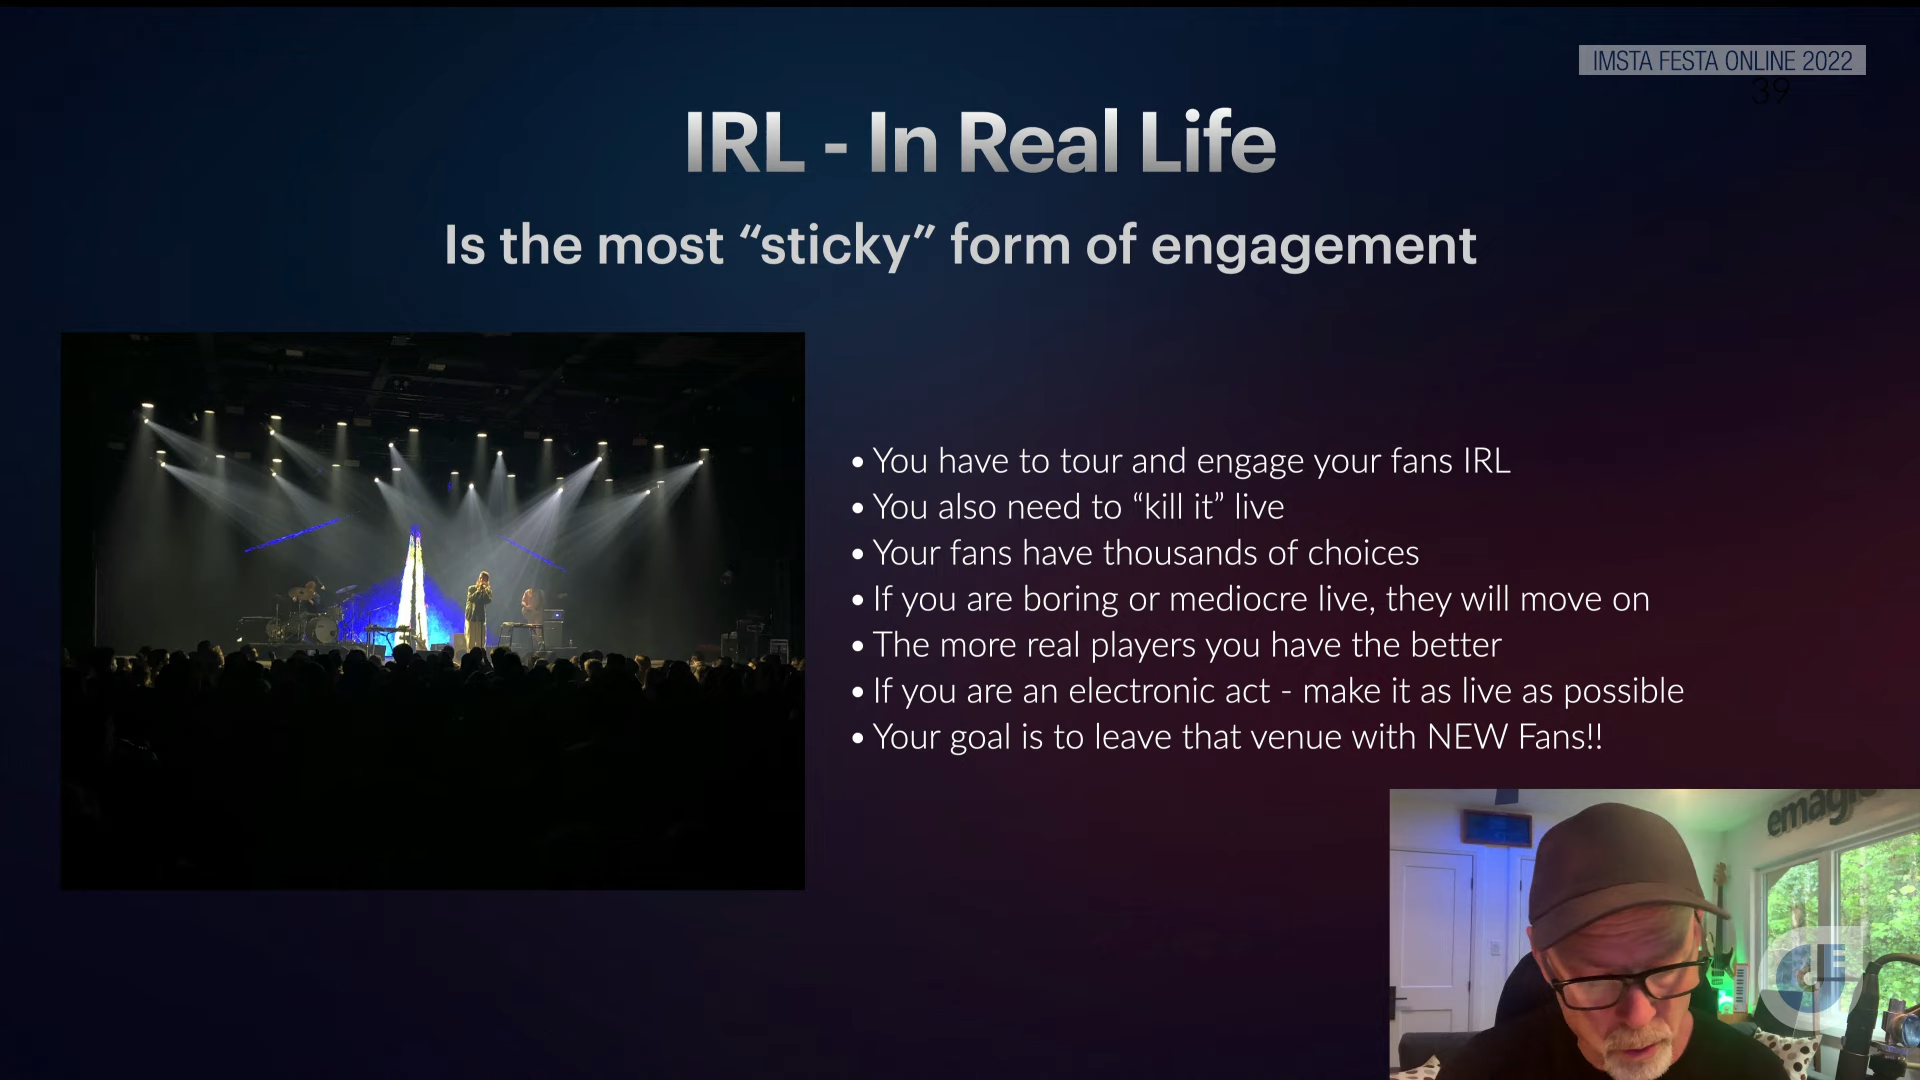 IMSTA FESTA ONLINE 2022
39
IRL - In Real Life
Is the most “sticky” form of engagement
• You have to tour and engage your fans IRL
• You also need to “kill it” live
• Your fans have thousands of choices
• If you are boring or mediocre live, they will move on
• The more real players you have the better
• If you are an electronic act - make it as live as possible
• Your goal is to leave that venue with NEW Fans!!
emagic